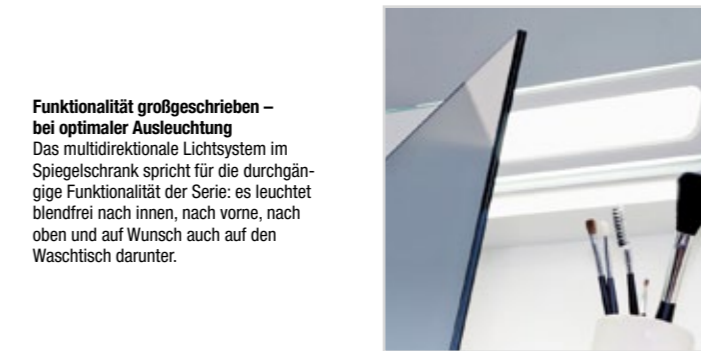 Funktionalität großgeschrieben –
bei optimaler Ausleuchtung
Das multidirektionale Lichtsystem im
Spiegelschrank spricht für die durchgän-
gige Funktionalität der Serie: es leuchtet
blendfrei nach innen, nach vorne, nach
oben und auf Wunsch auch auf den
Waschtisch darunter.